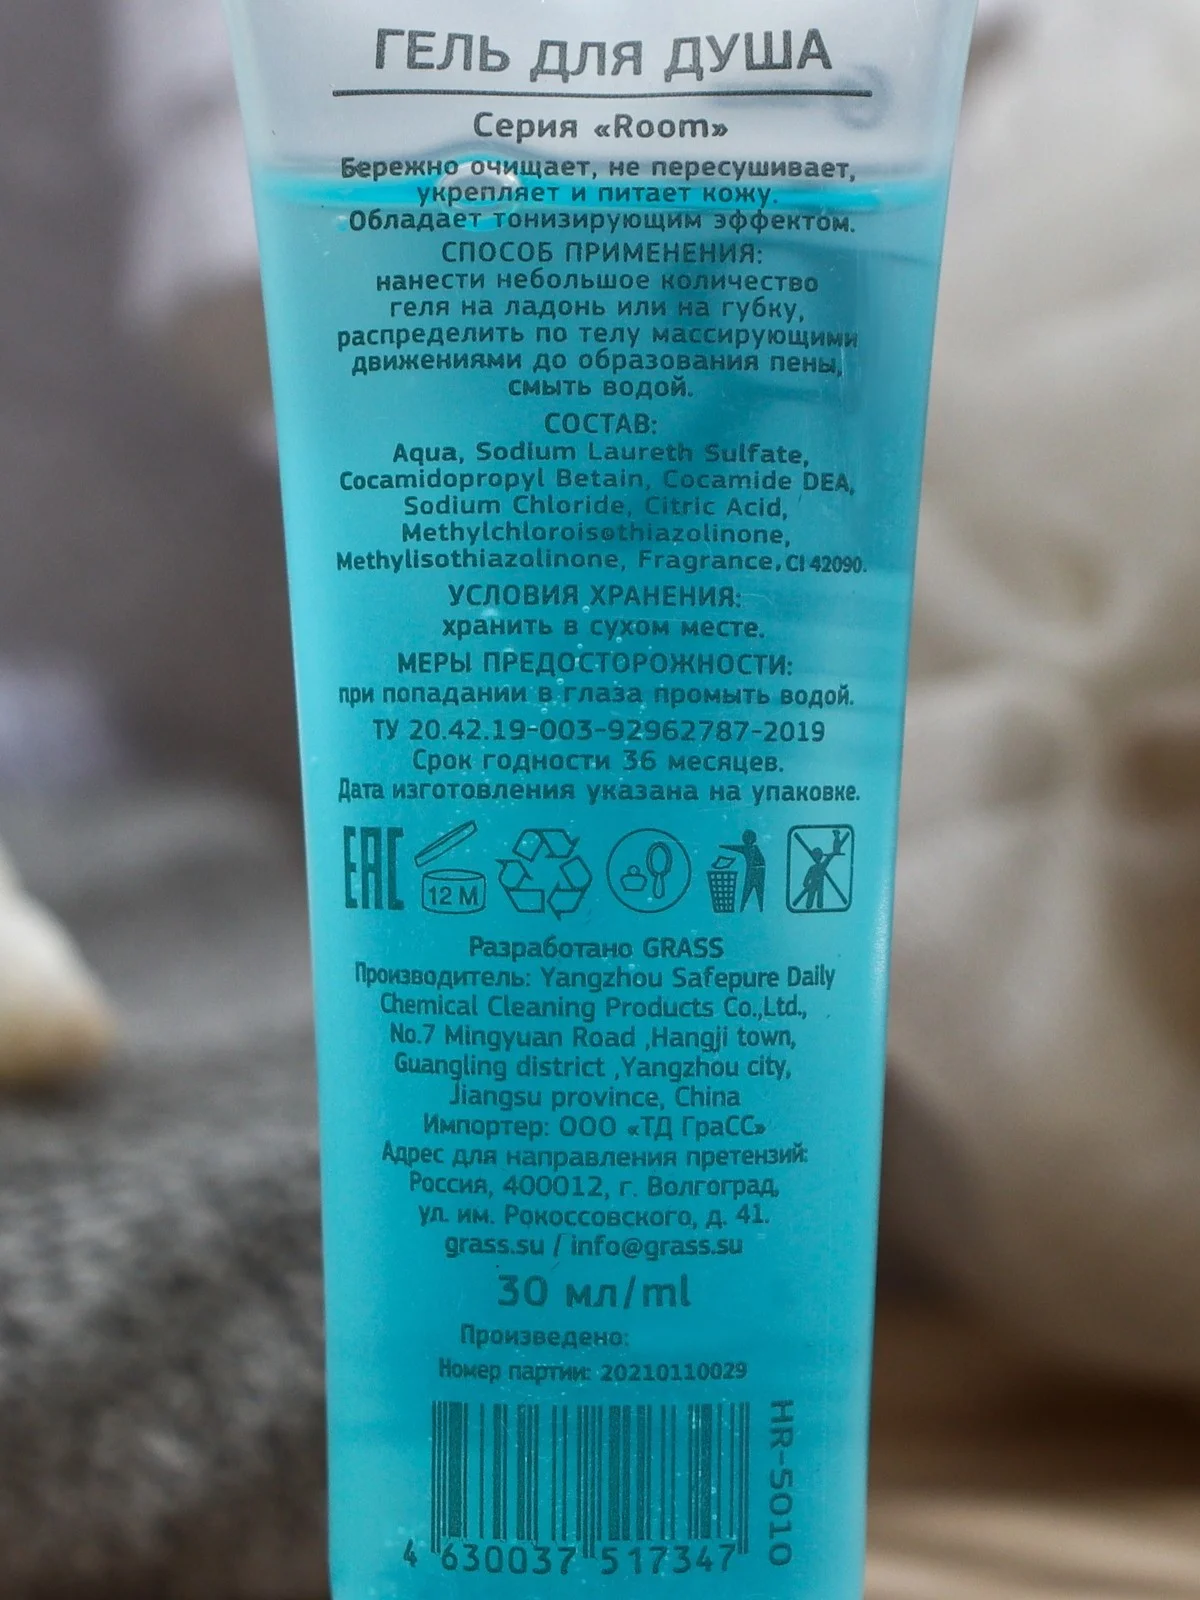 ГЕЛЬ ДЛЯ ДУША
Серия «Room»
Бережно очищает, не пересушивает,
укрепляет и питает кожу.
Обладает тонизирующим эффектом.
СПОСОБ ПРИМЕНЕНИЯ:
нанести небольшое количество
геля на ладонь или на губку,
распределить по телу массирующими
движениями до образования пены,
смыть водой.
СОСТАВ:
Aqua, Sodium Laureth Sulfate,
Cocamidopropyl Betain, Cocamide DEA,
Sodium Chloride, Citric Acid,
Methylchloroisothiazolinone,
Methylisothiazolinone, Fragrance, CI 42090.
УСЛОВИЯ ХРАНЕНИЯ:
хранить в сухом месте.
МЕРЫ ПРЕДОСТОРОЖНОСТИ:
при попадании в глаза промыть водой.
ТУ 20.42.19-003-92962787-2019
Срок годности 36 месяцев.
Дата изготовления указана на упаковке.
EAC 12 M
Разработано GRASS
Производитель: Yangzhou Safepure Daily
Chemical Cleaning Products Co.,Ltd.,
No.7 Mingyuan Road ,Hangji town,
Guangling district ,Yangzhou city,
Jiangsu province, China
Импортер: ООО «ТД ГраСС»
Адрес для направления претензий:
Россия, 400012, г. Волгоград,
ул. им. Рокоссовского, д. 41.
grass.su / info@grass.su
30 мл/ml
Произведено:
Номер партии: 20210110029
HR-S010
4 630037 517347